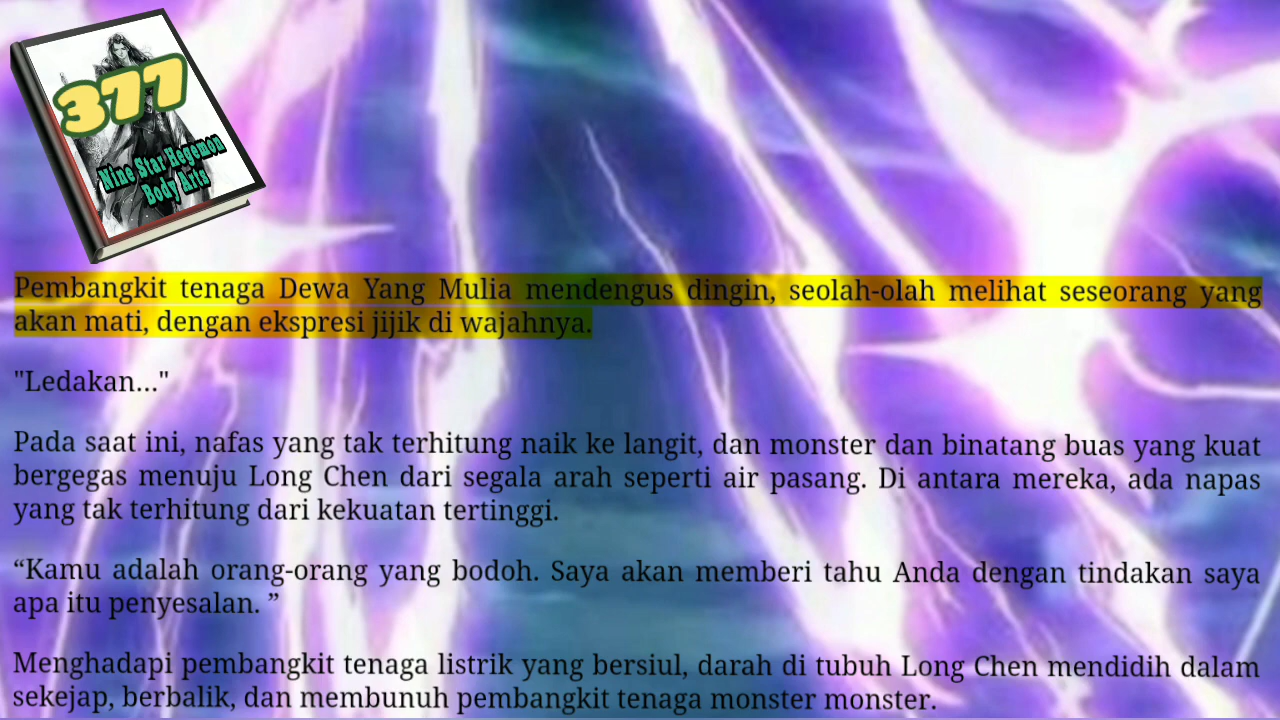 377
Nine Star Hegemon
Body Arts
Pembangkit tenaga Dewa Yang Mulia mendengus dingin, seolah-olah melihat seseorang yang
akan mati, dengan ekspresi jijik di wajahnya.
"Ledakan..."
Pada saat ini, nafas yang tak terhitung naik ke langit, dan monster dan binatang buas yang kuat
bergegas menuju Long Chen dari segala arah seperti air pasang. Di antara mereka, ada napas
yang tak terhitung dari kekuatan tertinggi.
“Kamu adalah orang-orang yang bodoh. Saya akan memberi tahu Anda dengan tindakan saya
apa itu penyesalan. ”
Menghadapi pembangkit tenaga listrik yang bersiul, darah di tubuh Long Chen mendidih dalam
sekejap, berbalik, dan membunuh pembangkit tenaga monster monster.